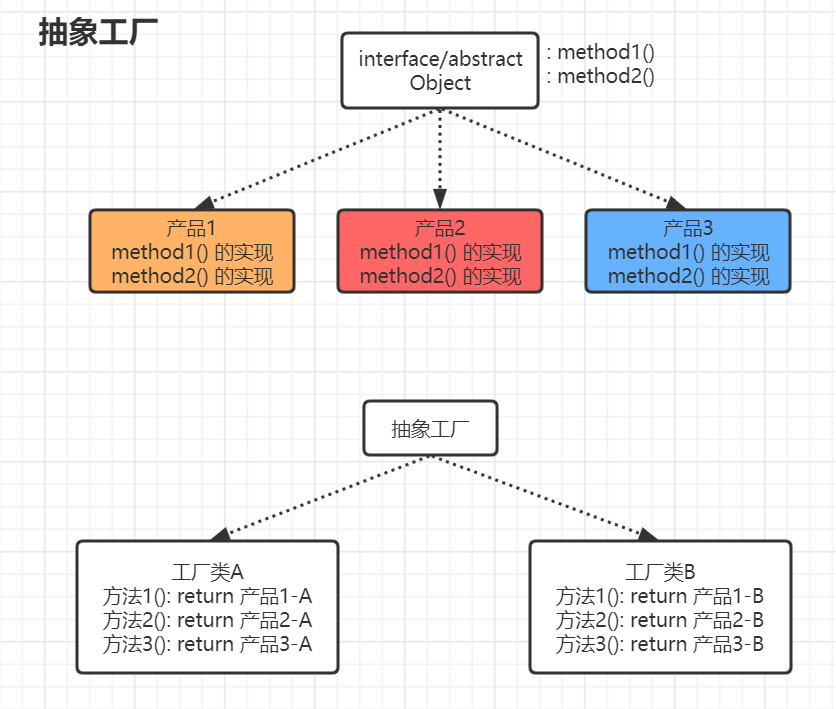 抽象工厂
interface/abstract
Object
: method1()
: method2()
产品1
method1() 的实现
method2() 的实现
产品2
method1() 的实现
method2() 的实现
产品3
method1() 的实现
method2() 的实现
抽象工厂
工厂类A
方法1(): return 产品1-A
方法2(): return 产品2-A
方法3(): return 产品3-A
工厂类B
方法1(): return 产品1-B
方法2(): return 产品2-B
方法3(): return 产品3-B